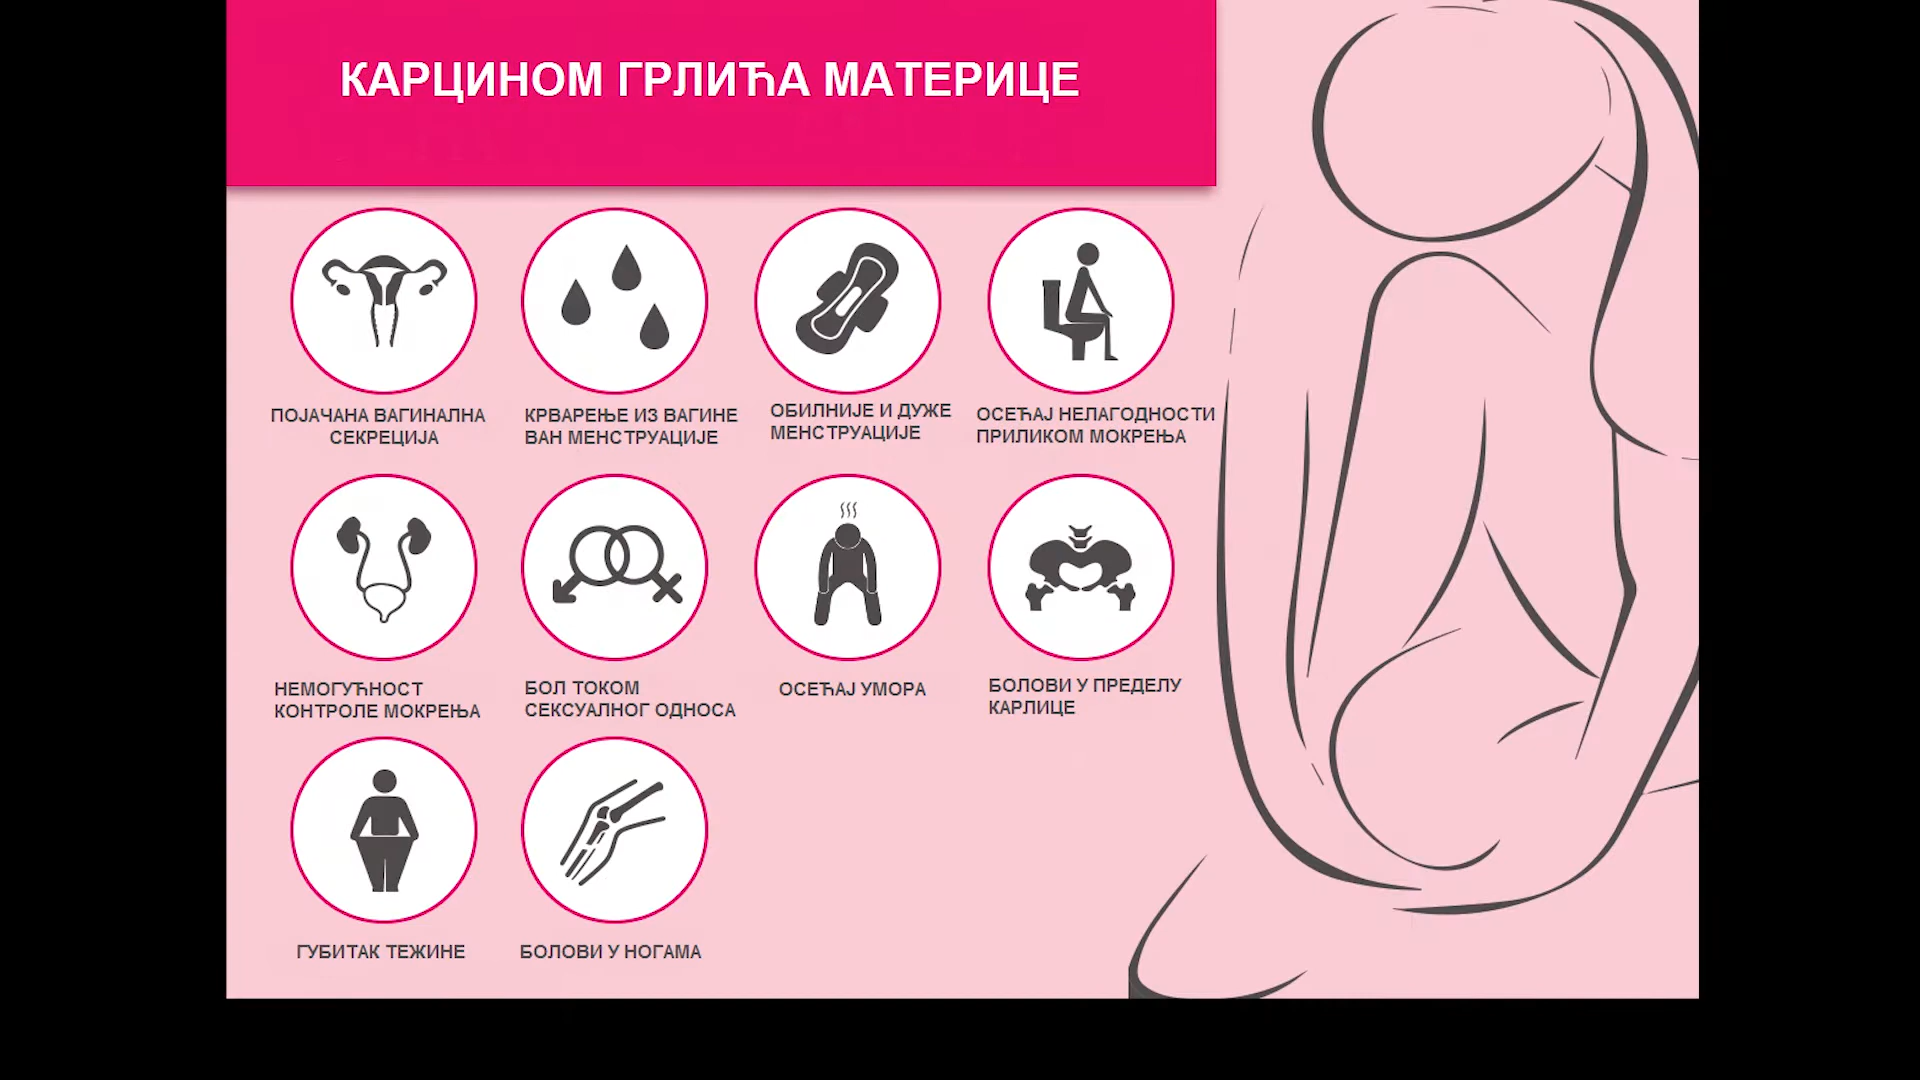 КАРЦИНОМ ГРЛИЋА МАТЕРИЦЕ
ПОЈАЧАНА ВАГИНАЛНА
СЕКРЕЦИЈА
КРВАРЕЊЕ ИЗ ВАГИНЕ
ВАН МЕНСТРУАЦИЈЕ
ОБИЛНИЈЕ И ДУЖЕ
МЕНСТРУАЦИЈЕ
ОСЕЋАЈ НЕЛАГОДНОСТИ
ПРИЛИКОМ МОКРЕЊА
НЕМОГУЋНОСТ
КОНТРОЛЕ МОКРЕЊА
БОЛ ТОКОМ
СЕКСУАЛНОГ ОДНОСА
ОСЕЋАЈ УМОРА
БОЛОВИ У ПРЕДЕЛУ
КАРЛИЦЕ
ГУБИТАК ТЕЖИНЕ
БОЛОВИ У НОГАМА